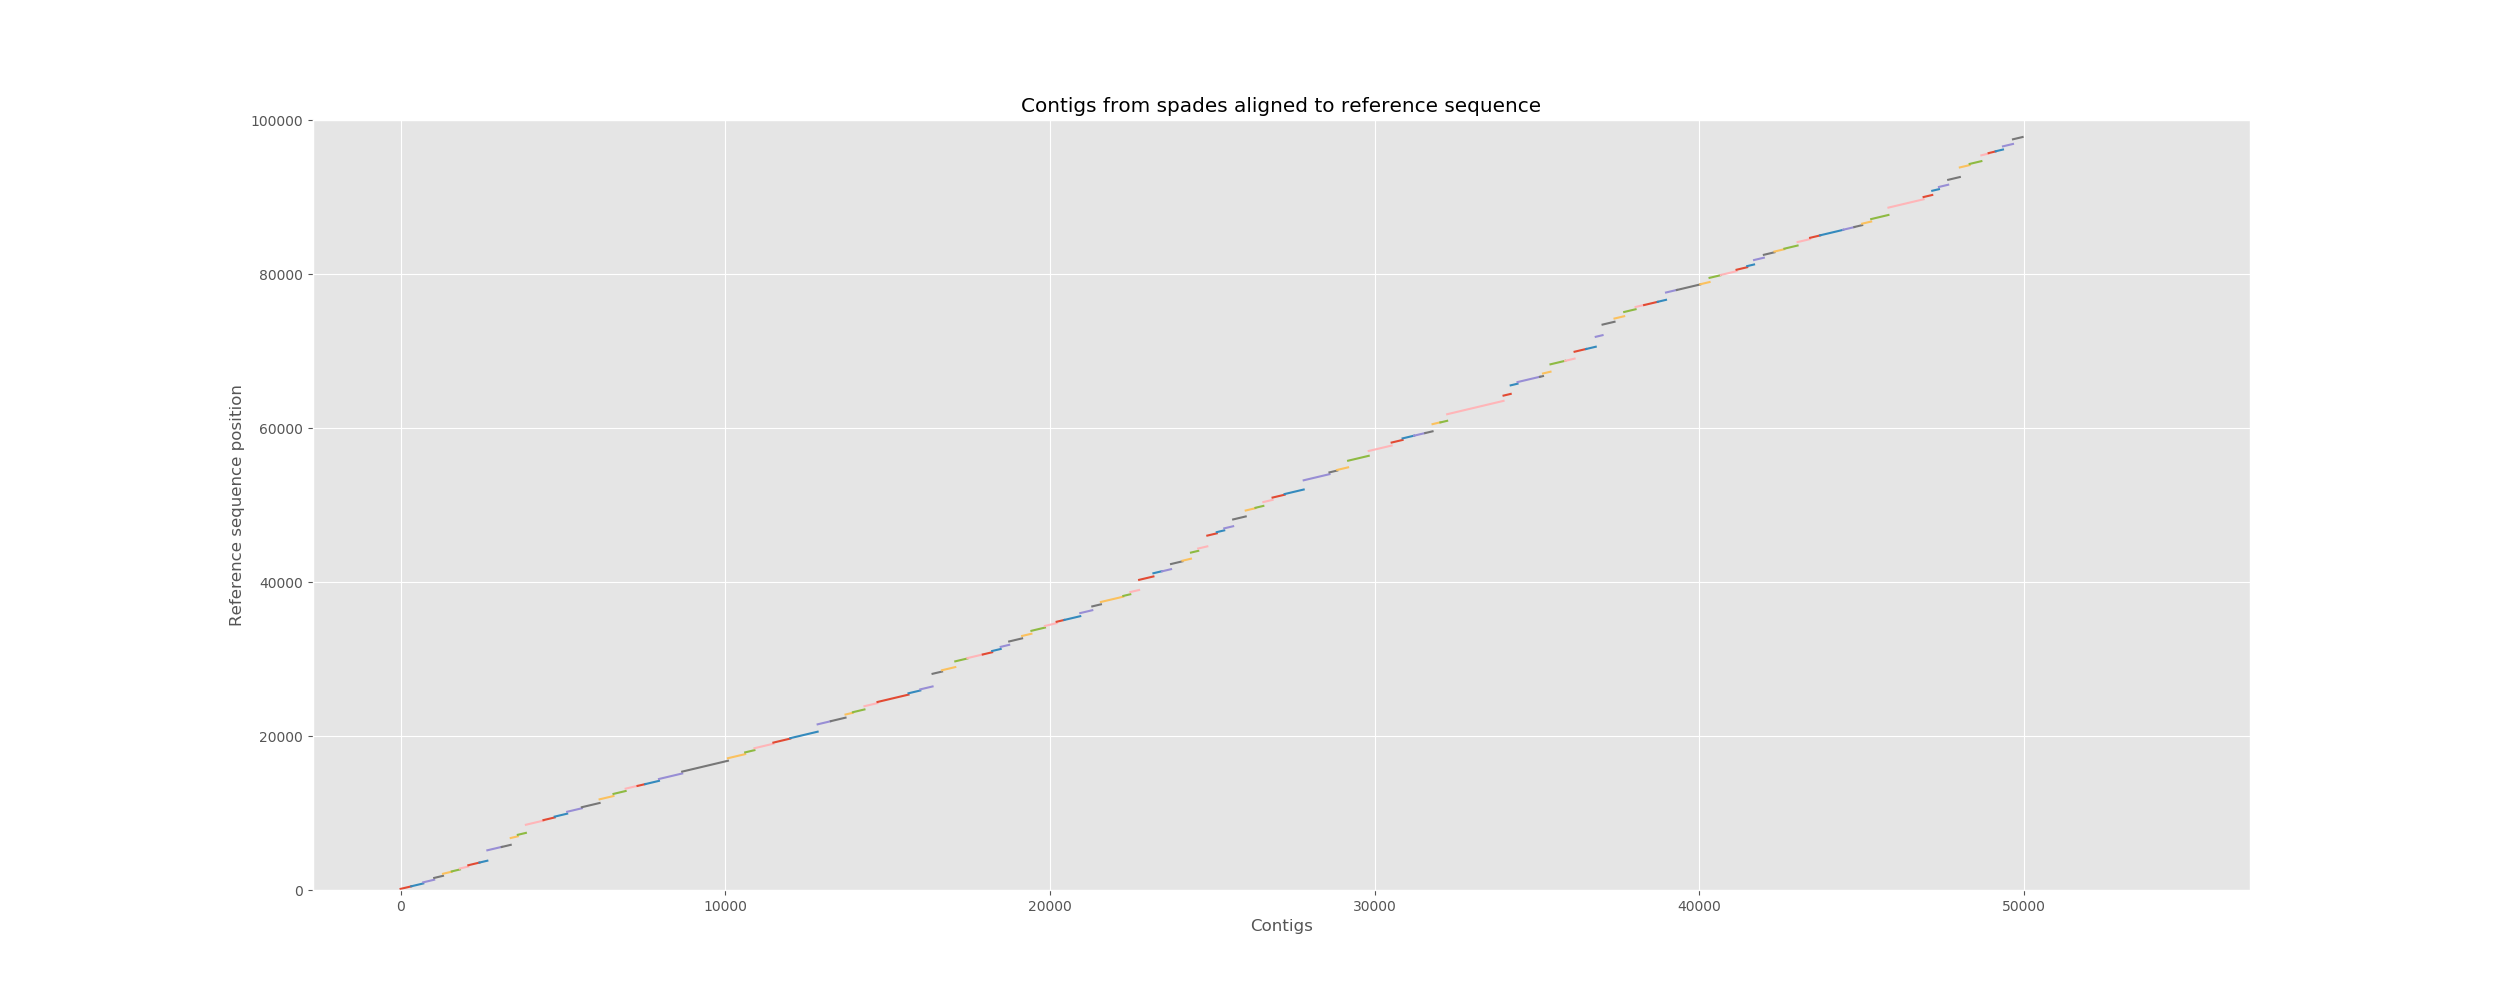 Contigs from spades aligned to reference sequence
100000
80000
60000
40000
20000
0
Reference sequence position
0 10000 20000 30000 40000 50000
Contigs